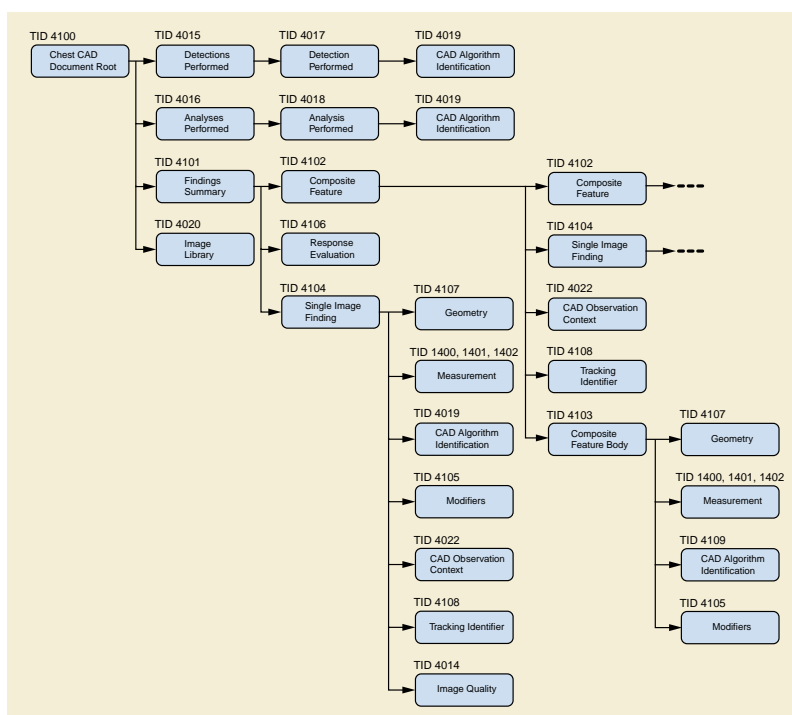 TID 4100
Chest CAD
Document Root
TID 4015
Detections
Performed
TID 4017
Detection
Performed
TID 4019
CAD Algorithm
Identification
TID 4016
Analyses
Performed
TID 4018
Analysis
Performed
TID 4019
CAD Algorithm
Identification
TID 4101
Findings
Summary
TID 4102
Composite
Feature
TID 4102
Composite
Feature
TID 4020
Image
Library
TID 4106
Response
Evaluation
TID 4104
Single Image
Finding
TID 4104
Single Image
Finding
TID 4107
Geometry
TID 4022
CAD Observation
Context
TID 1400, 1401, 1402
Measurement
TID 4108
Tracking
Identifier
TID 4019
CAD Algorithm
Identification
TID 4103
Composite
Feature Body
TID 4107
Geometry
TID 4105
Modifiers
TID 1400, 1401, 1402
Measurement
TID 4022
CAD Observation
Context
TID 4109
CAD Algorithm
Identification
TID 4108
Tracking Identifier
TID 4105
Modifiers
TID 4014
Image Quality